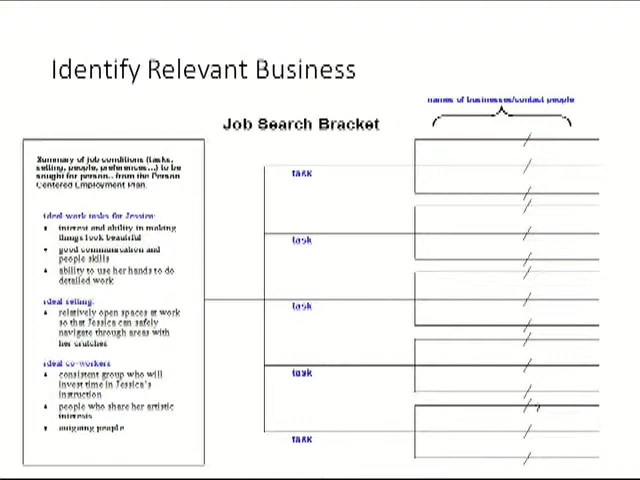 Identify Relevant Business
names of businesses/contact people
Job Search Bracket
Summary of job conditions (tasks,
setting, people, preferences...) to be
sought for person.. from the Person
Centered Employment Plan.
ideal work tasks for Jessica:
• interest and ability in making
things look beautiful
• good communication and
people skills
• ability to use her hands to do
detailed work
ideal setting:
• relatively open spaces at work
so that Jessica can safely
navigate through areas with
her crutches
ideal co-workers
• consistent group who will
invest time in Jessica's
instruction
• people who share her artistic
interests
• outgoing people
task
task
task
task
task